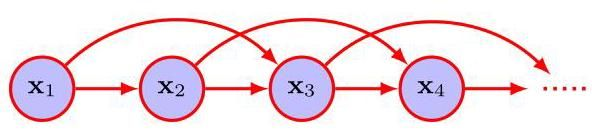 x₁ x₂ x₃ x₄ ......